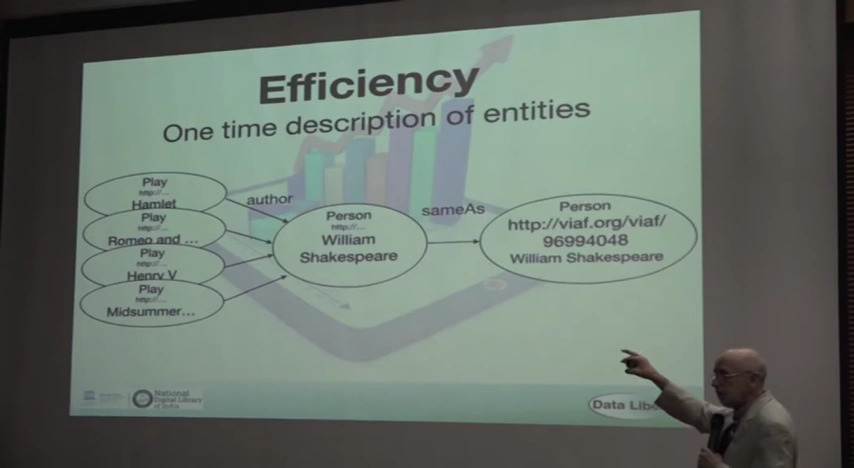 Efficiency
One time description of entities
Play
http://...
Hamlet
Play
http://...
Romeo and ...
Play
http://...
Henry V
Play
http://...
Midsummer...
author
Person
http://...
William
Shakespeare
sameAs
Person
http://viaf.org/viaf/
96994048
William Shakespeare
National
Digital Library
of India
Data Libe